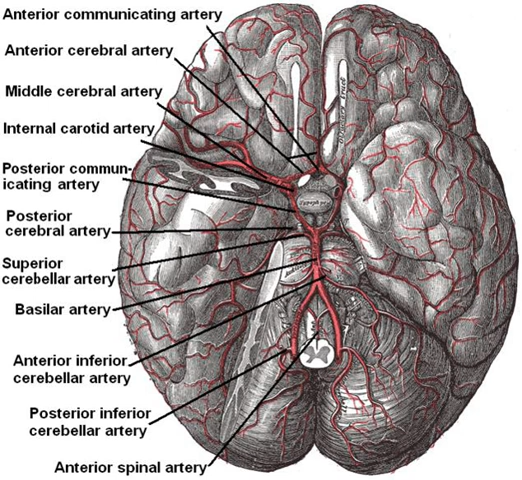 Anterior communicating artery
Anterior cerebral artery
Middle cerebral artery
Internal carotid artery
Posterior commun-
icating artery
Posterior
cerebral artery
Superior
cerebellar artery
Basilar artery
Anterior inferior
cerebellar artery
Posterior inferior
cerebellar artery
Anterior spinal artery